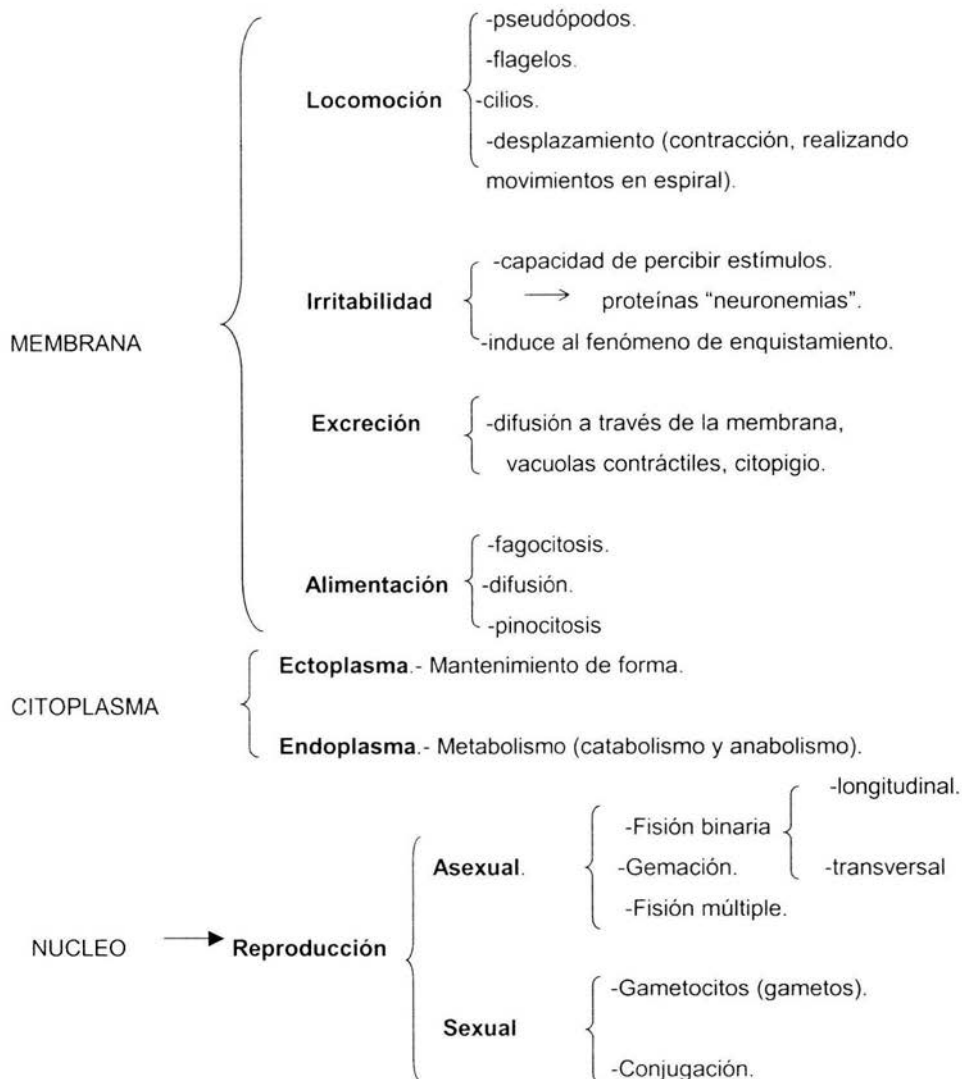 -pseudópodos.
-flagelos.
Locomoción
-cilios.
-desplazamiento (contracción, realizando
movimientos en espiral).
-capacidad de percibir estímulos.
Irritabilidad
→ proteínas “neuronemias”.
MEMBRANA
-induce al fenómeno de enquistamiento.
Excreción
-difusión a través de la membrana,
vacuolas contráctiles, citopigio.
-fagocitosis.
Alimentación
-difusión.
-pinocitosis
Ectoplasma.- Mantenimiento de forma.
CITOPLASMA
Endoplasma.- Metabolismo (catabolismo y anabolismo).
-longitudinal.
-Fisión binaria
Asexual.
-Gemación.
-transversal
-Fisión múltiple.
NUCLEO
Reproducción
-Gametocitos (gametos).
Sexual
-Conjugación.